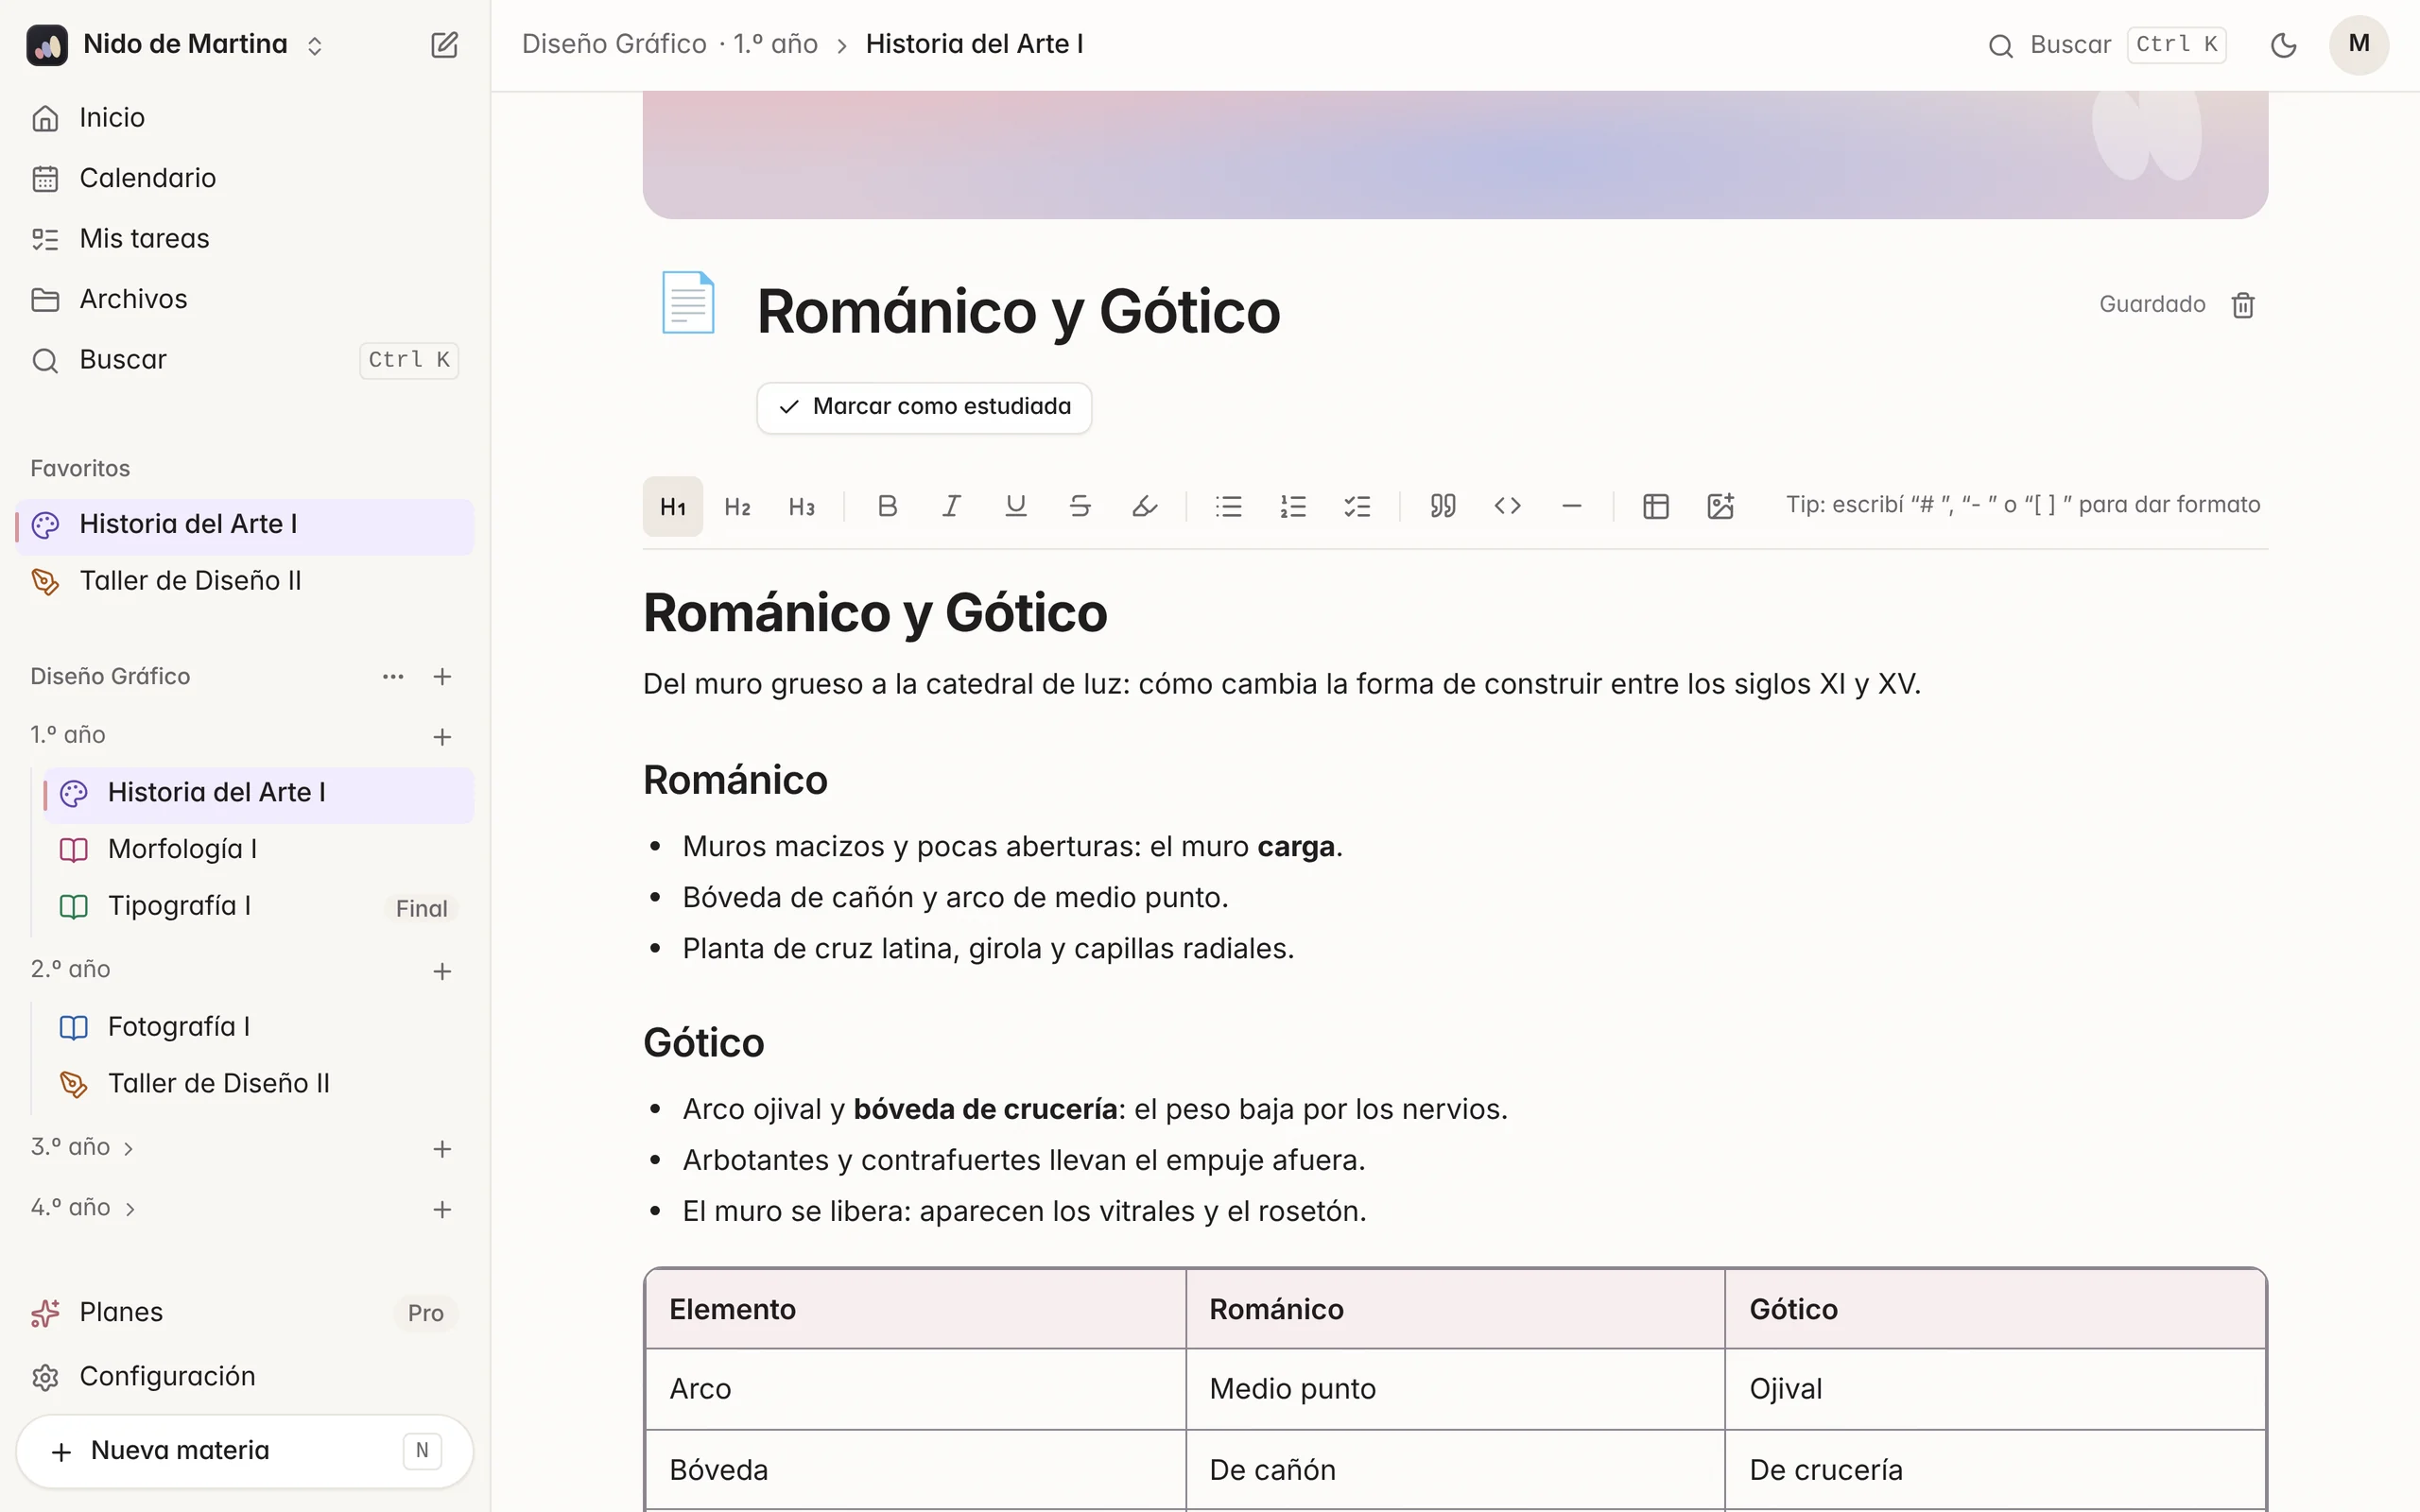 Nido de Martina
Inicio
Calendario
Mis tareas
Archivos
Buscar Ctrl K
Favoritos
Historia del Arte I
Taller de Diseño II
Diseño Gráfico
1.º año
Historia del Arte I
Morfología I
Tipografía I Final
2.º año
Fotografía I
Taller de Diseño II
3.º año
4.º año
Planes Pro
Configuración
Nueva materia N
Diseño Gráfico · 1.º año › Historia del Arte I
Buscar Ctrl K
M
Románico y Gótico
Guardado
Marcar como estudiada
H1 H2 H3 B I U S
Tip: escribí “# ”, “- ” o “[ ] ” para dar formato
Románico y Gótico
Del muro grueso a la catedral de luz: cómo cambia la forma de construir entre los siglos XI y XV.
Románico
• Muros macizos y pocas aberturas: el muro carga.
• Bóveda de cañón y arco de medio punto.
• Planta de cruz latina, girola y capillas radiales.
Gótico
• Arco ojival y bóveda de crucería: el peso baja por los nervios.
• Arbotantes y contrafuertes llevan el empuje afuera.
• El muro se libera: aparecen los vitrales y el rosetón.
Elemento Románico Gótico
Arco Medio punto Ojival
Bóveda De cañón De crucería